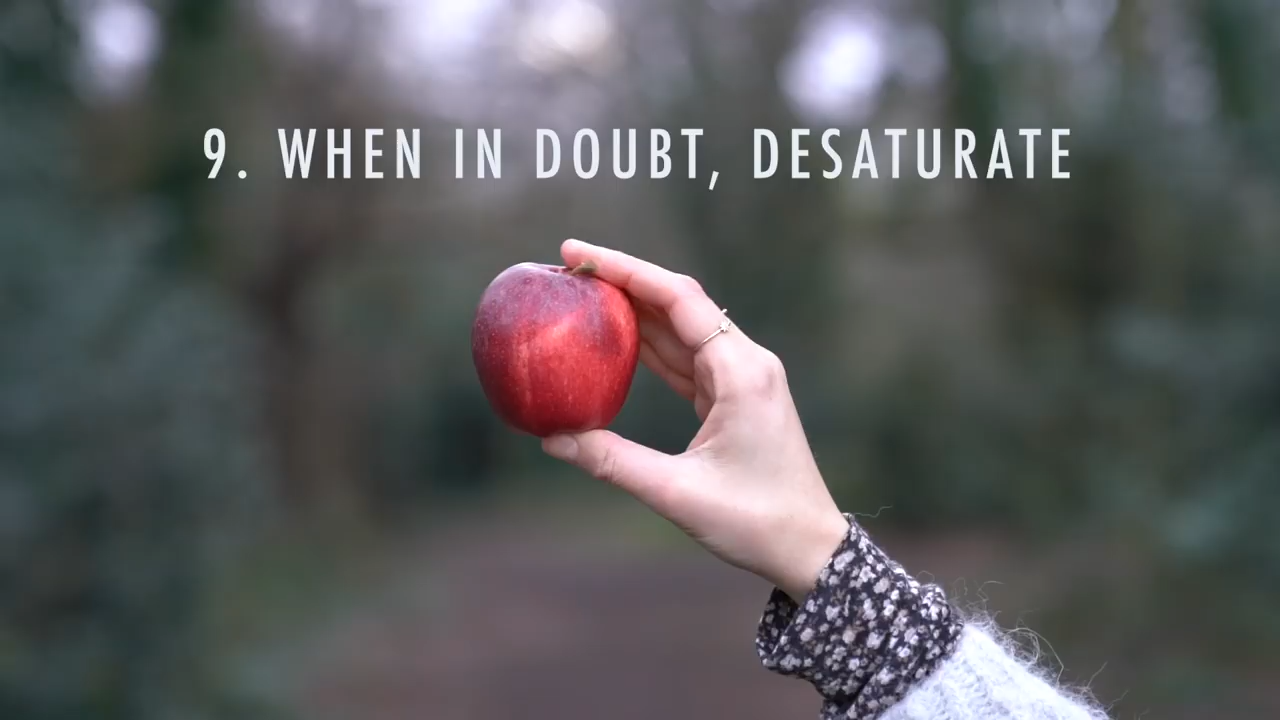 9. WHEN IN DOUBT, DESATURATE